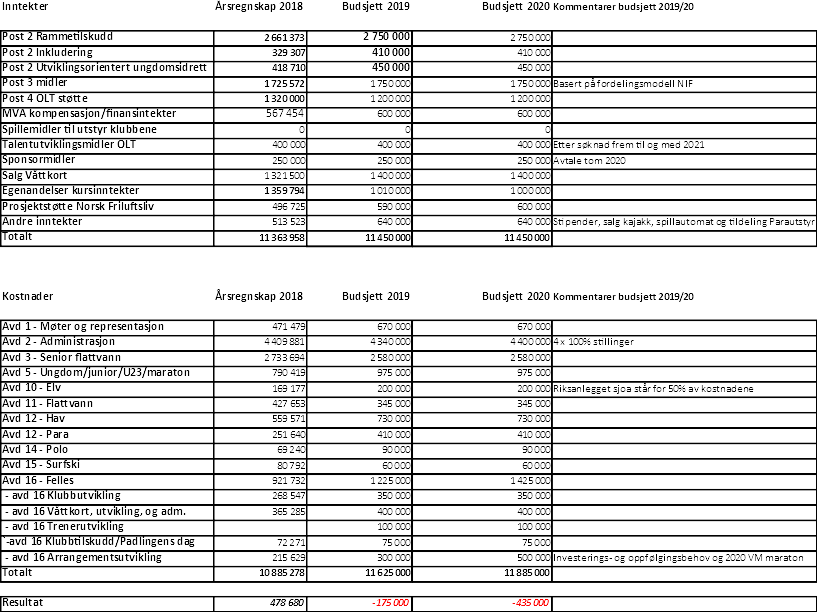 Inntekter Årsregnskap 2018 Budsjett 2019 Budsjett 2020 Kommentarer budsjett 2019/20
Post 2 Rammetilskudd 2 661 373 2 750 000 2 750 000
Post 2 Inkludering 329 307 410 000 410 000
Post 2 Utviklingsorientert ungdomsidrett 418 710 450 000 450 000
Post 3 midler 1 725 572 1 750 000 1 750 000 Basert på fordelingsmodell NIF
Post 4 OLT støtte 1 320 000 1 200 000 1 200 000
MVA kompensasjon/finansintekter 567 454 600 000 600 000
Spillemidler til utstyr klubbene 0 0 0
Talentutviklingsmidler OLT 400 000 400 000 400 000 Etter søknad frem til og med 2021
Sponsormidler 250 000 250 000 250 000 Avtale tom 2020
Salg Våttkort 1 321 500 1 400 000 1 400 000
Egenandelser kursinntekter 1 359 794 1 010 000 1 000 000
Prosjektstøtte Norsk Friluftsliv 496 725 590 000 600 000
Andre inntekter 513 523 640 000 640 000 Stipender, salg kajakk, spillautomat og tildeling Parautstyr
Totalt 11 363 958 11 450 000 11 450 000
Kostnader Årsregnskap 2018 Budsjett 2019 Budsjett 2020 Kommentarer budsjett 2019/20
Avd 1 - Møter og representasjon 471 479 670 000 670 000
Avd 2 - Administrasjon 4 409 881 4 340 000 4 400 000 4 x 100% stillinger
Avd 3 - Senior flattvann 2 733 694 2 580 000 2 580 000
Avd 5 - Ungdom/junior/U23/maraton 790 419 975 000 975 000
Avd 10 - Elv 169 177 200 000 200 000 Riksanlegget sjoa står for 50% av kostnadene
Avd 11 - Flattvann 427 653 345 000 345 000
Avd 12 - Hav 559 571 730 000 730 000
Avd 12 - Para 251 640 410 000 410 000
Avd 14 - Polo 69 240 90 000 90 000
Avd 15 - Surfski 80 792 60 000 60 000
Avd 16 - Felles 921 732 1 225 000 1 425 000
- avd 16 Klubbutvikling 268 547 350 000 350 000
- avd 16 Våttkort, utvikling, og adm. 365 285 400 000 400 000
- avd 16 Trenerutvikling 100 000 100 000
-avd 16 Klubbtilskudd/Padlingens dag 72 271 75 000 75 000
- avd 16 Arrangementsutvikling 215 629 300 000 500 000 Investerings- og oppfølgingsbehov og 2020 VM maraton
Totalt 10 885 278 11 625 000 11 885 000
Resultat 478 680 -175 000 -435 000